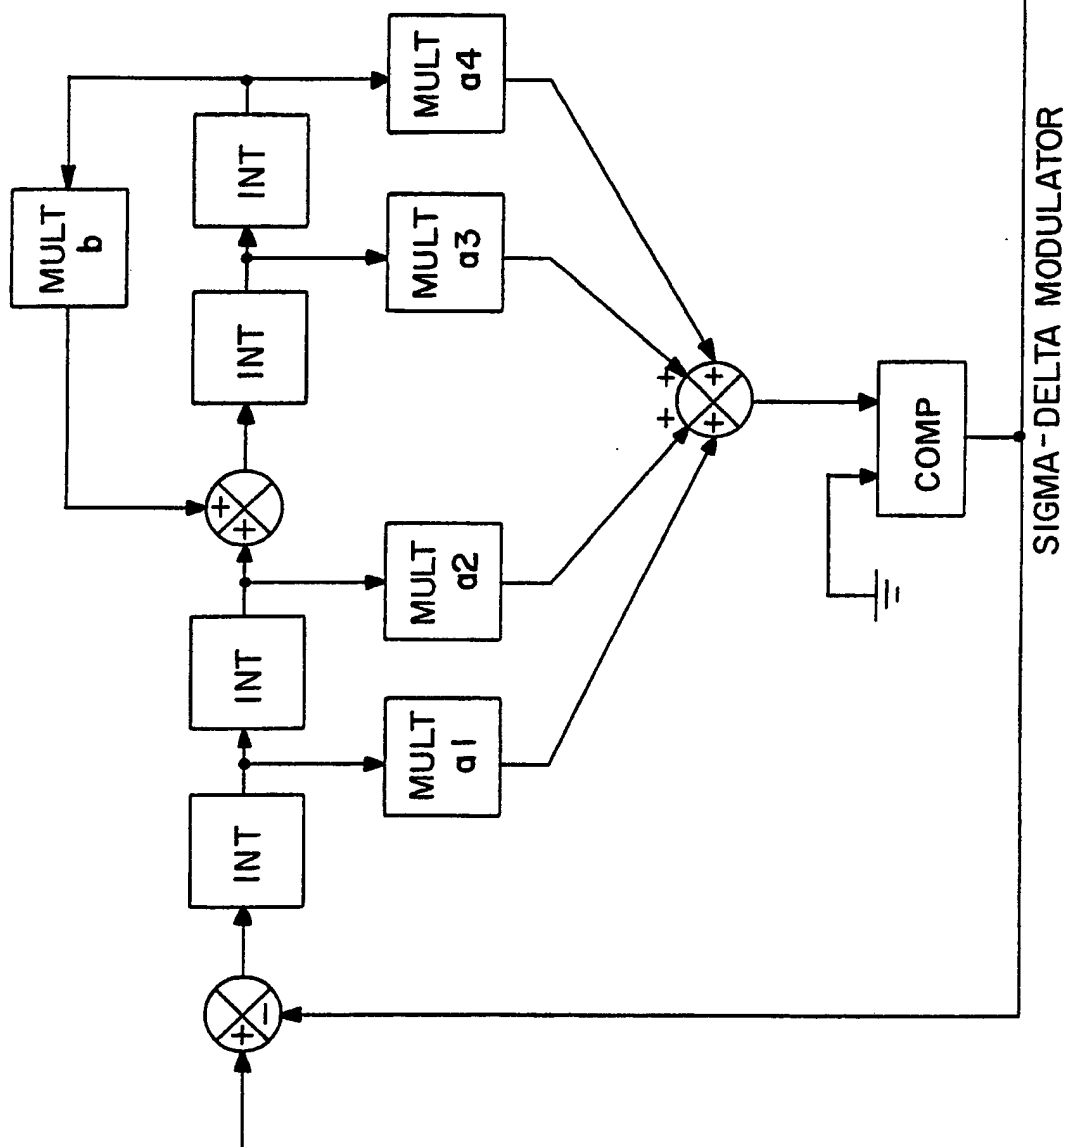 MULT
b
INT
INT
INT
INT
MULT
a1
MULT
a2
MULT
a3
MULT
a4
+
-
+
+
+
+
+
+
COMP
SIGMA-DELTA MODULATOR